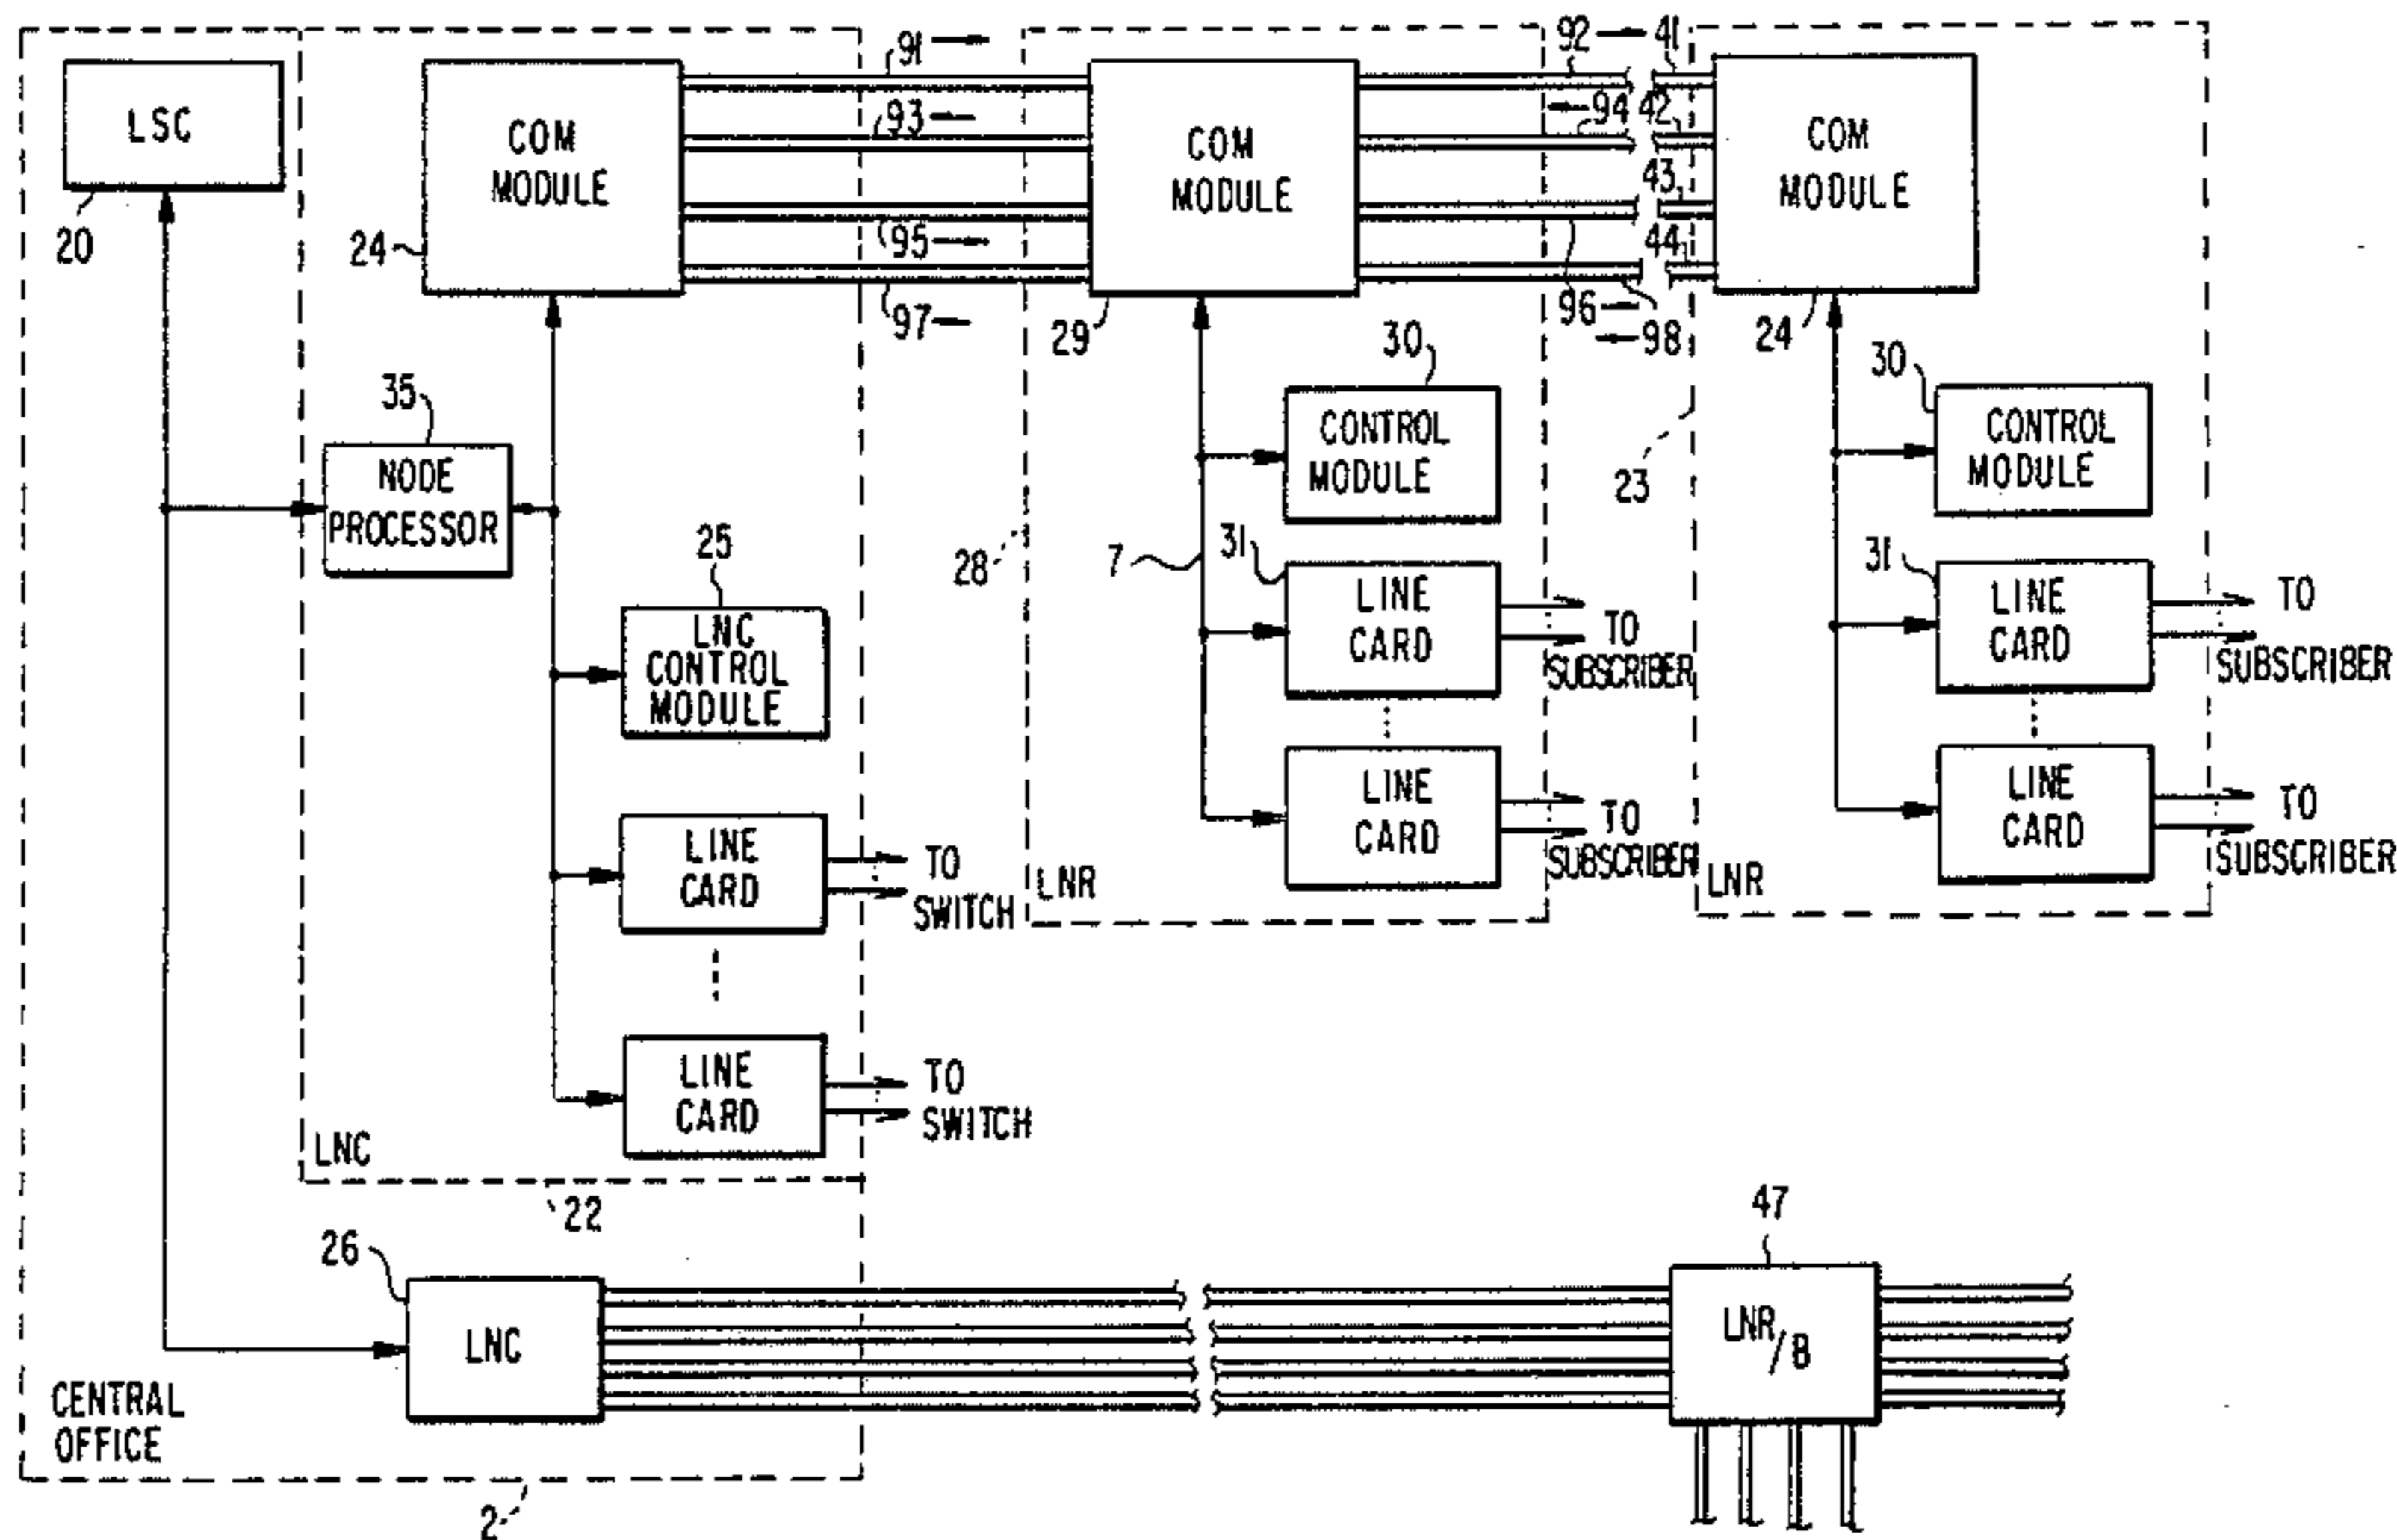 LSC
20
COM
MODULE
24
91
93
95
97
COM
MODULE
29
92
41
94
42
43
44
96
98
COM
MODULE
24
35
NODE
PROCESSOR
25
LNC
CONTROL
MODULE
LINE
CARD
TO
SWITCH
LINE
CARD
TO
SWITCH
LNC
22
30
CONTROL
MODULE
28
7
31
LINE
CARD
TO
SUBSCRIBER
LINE
CARD
TO
SUBSCRIBER
LNR
23
30
CONTROL
MODULE
31
LINE
CARD
TO
SUBSCRIBER
LINE
CARD
TO
SUBSCRIBER
LNR
26
LNC
47
LNR
/B
CENTRAL
OFFICE
2